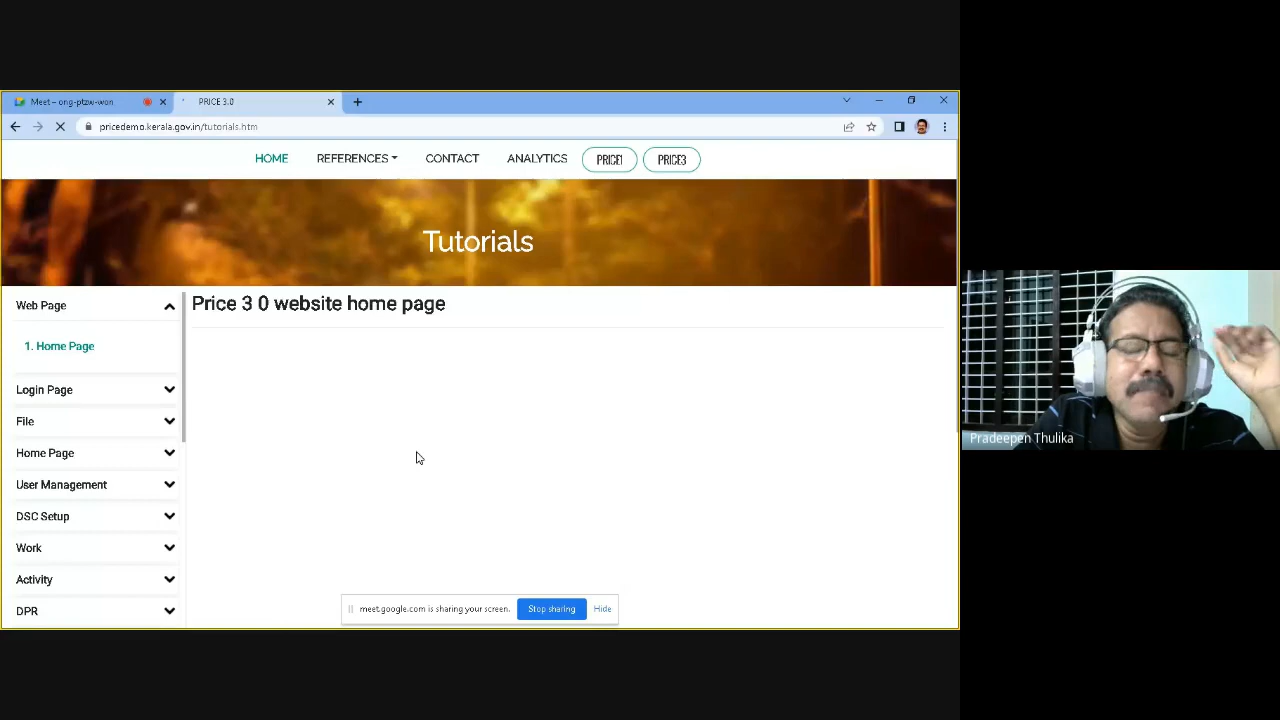 Meet – ong-ptzw-won
PRICE 3.0
pricedemo.kerala.gov.in/tutorials.htm
HOME REFERENCES CONTACT ANALYTICS PRICE1 PRICE3
Tutorials
Web Page
1. Home Page
Login Page
File
Home Page
User Management
DSC Setup
Work
Activity
DPR
Price 3 0 website home page
meet.google.com is sharing your screen. Stop sharing Hide
Pradeepen Thulika